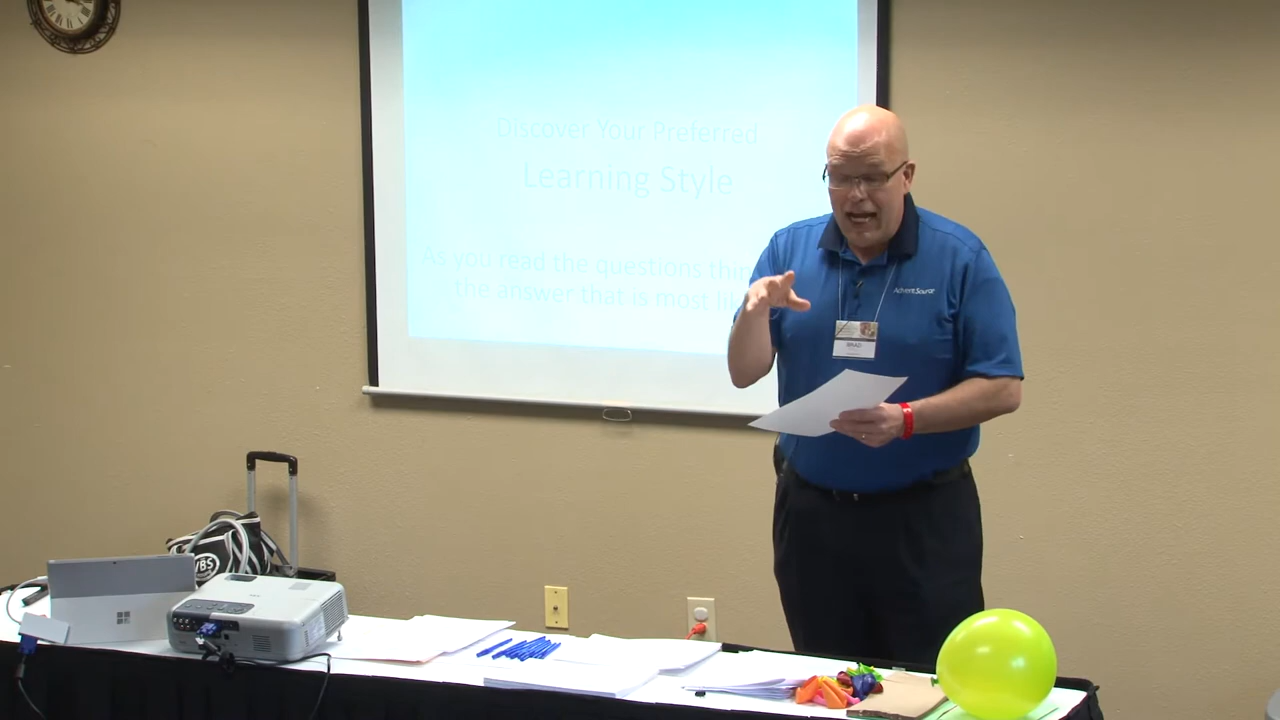 Discover Your Preferred
Learning Style
As you read the questions thin
the answer that is most li
AdventSource
BRAD
VBS